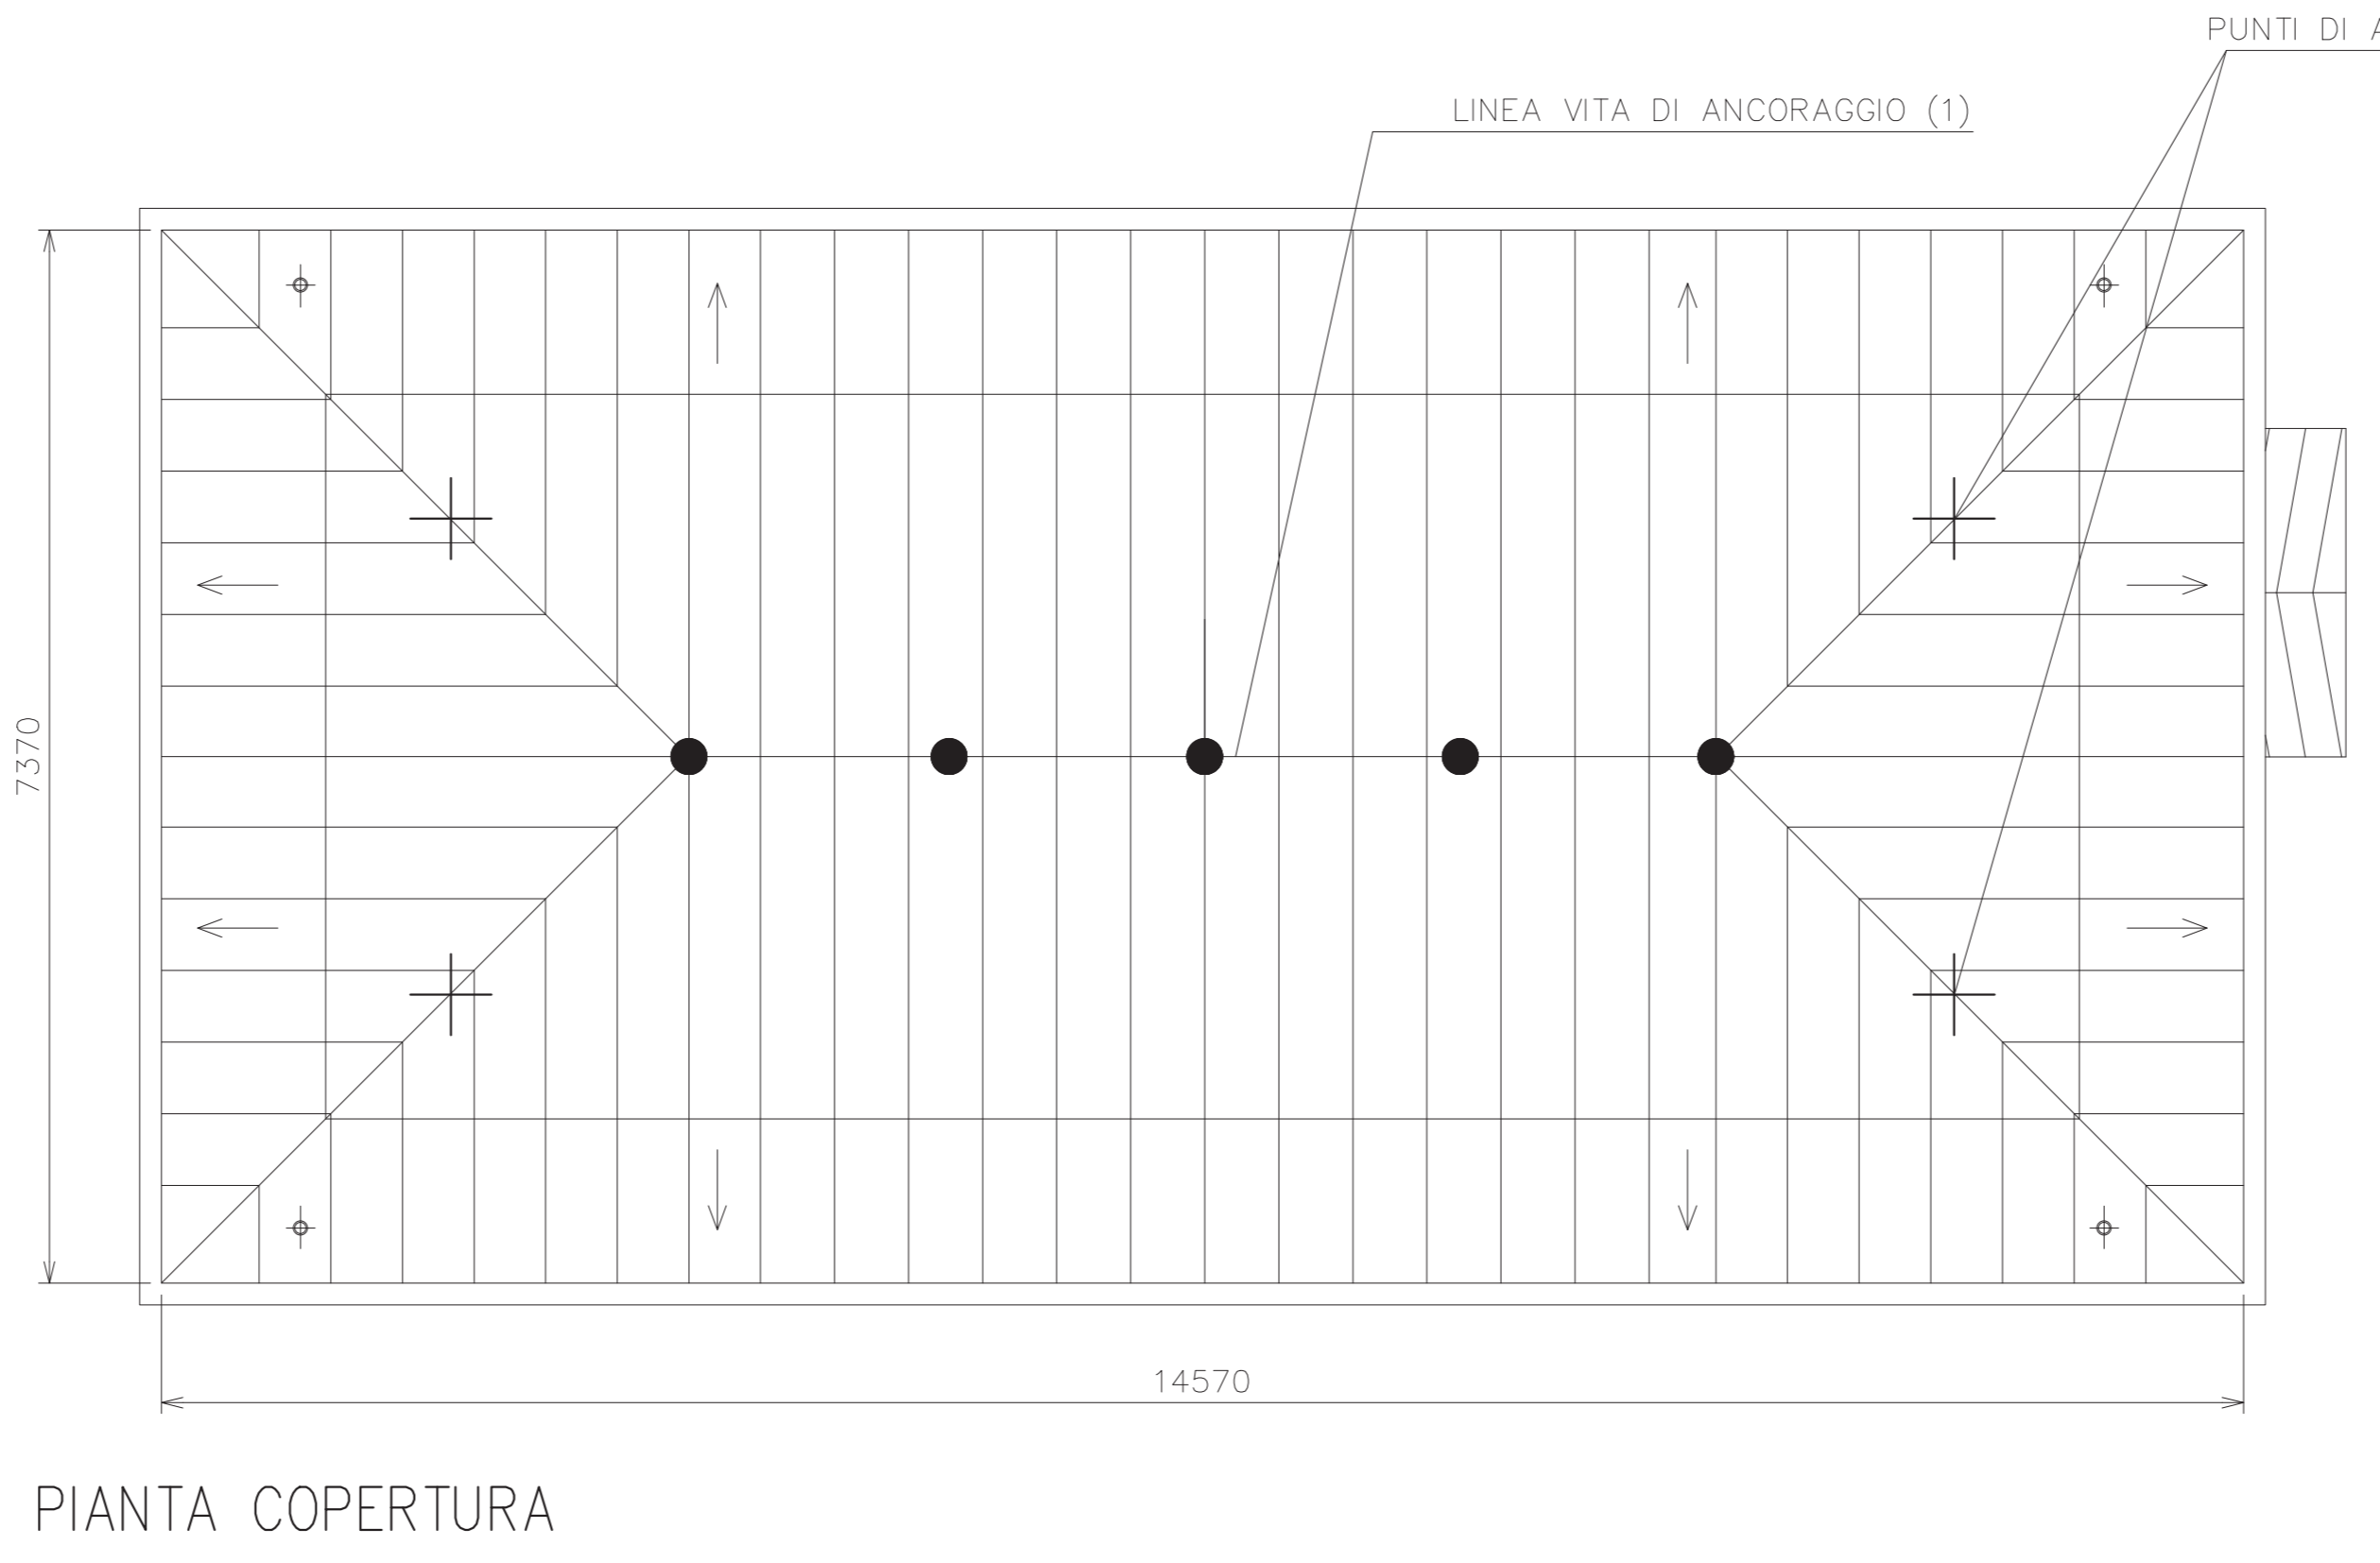 PUNTI DI
LINEA VITA DI ANCORAGGIO (1)
7370
14570
PIANTA COPERTURA